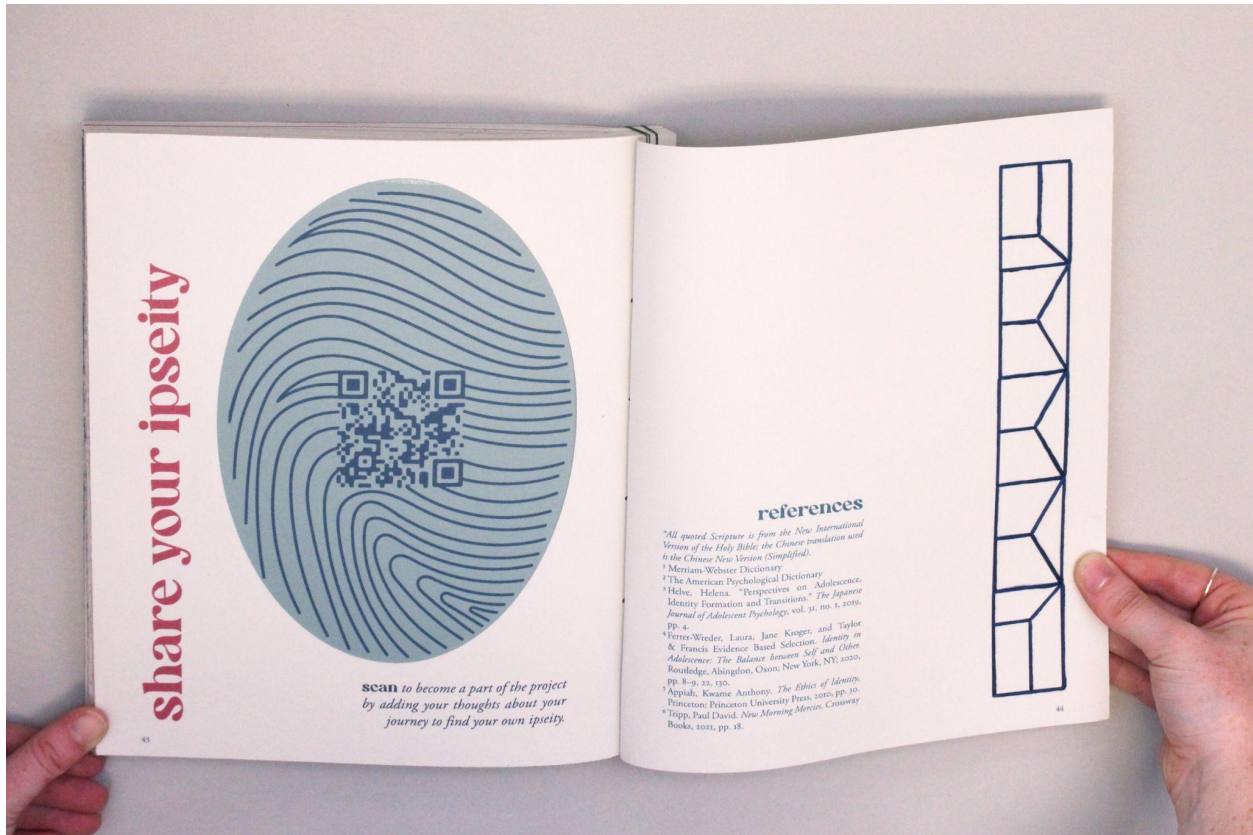 share your ipseity
scan to become a part of the project
by adding your thoughts about your
journey to find your own ipseity.
43
references
*All quoted Scripture is from the New International
Version of the Holy Bible; the Chinese translation used
is the Chinese New Version (Simplified).
1 Merriam-Webster Dictionary
2 The American Psychological Dictionary
3 Helve, Helena. "Perspectives on Adolescence,
Identity Formation and Transitions." The Japanese
Journal of Adolescent Psychology, vol. 31, no. 1, 2019,
pp. 4.
4 Ferrer-Wreder, Laura, Jane Kroger, and Taylor
& Francis Evidence Based Selection. Identity in
Adolescence: The Balance between Self and Other.
Routledge, Abingdon, Oxon; New York, NY; 2020,
pp. 8–9, 22, 130.
5 Appiah, Kwame Anthony. The Ethics of Identity,
Princeton: Princeton University Press, 2010, pp. 30.
6 Tripp, Paul David. New Morning Mercies. Crossway
Books, 2021, pp. 18.
44